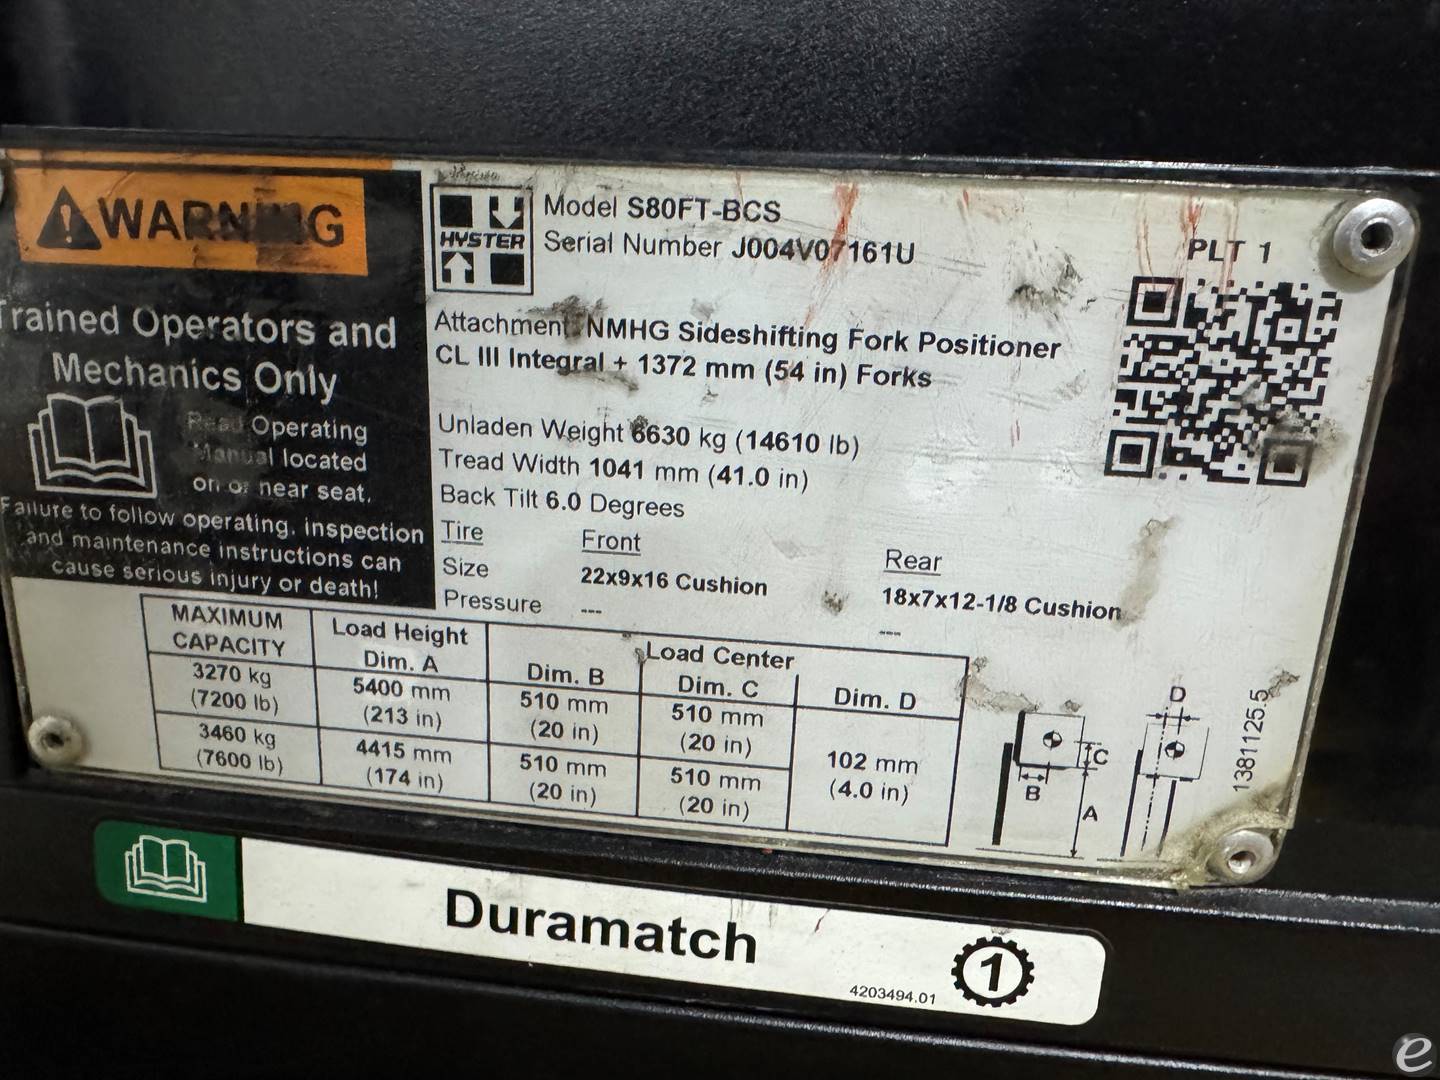 WARNING
Trained Operators and
Mechanics Only
Read Operating
Manual located
on or near seat.
Failure to follow operating, inspection
and maintenance instructions can
cause serious injury or death!
HYSTER
Model S80FT-BCS
Serial Number J004V07161U
PLT 1
Attachment NMHG Sideshifting Fork Positioner
CL III Integral + 1372 mm (54 in) Forks
Unladen Weight 6630 kg (14610 lb)
Tread Width 1041 mm (41.0 in)
Back Tilt 6.0 Degrees
Tire Front Rear
Size 22x9x16 Cushion 18x7x12-1/8 Cushion
Pressure --- ---
MAXIMUM
CAPACITY
Load Height
Dim. A
Load Center
Dim. B Dim. C Dim. D
3270 kg 5400 mm 510 mm 510 mm
(7200 lb) (213 in) (20 in) (20 in)
3460 kg 4415 mm 510 mm 510 mm
(7600 lb) (174 in) (20 in) (20 in)
102 mm
(4.0 in)
D
C
B
A
1381125.5
Duramatch
4203494.01
1
e